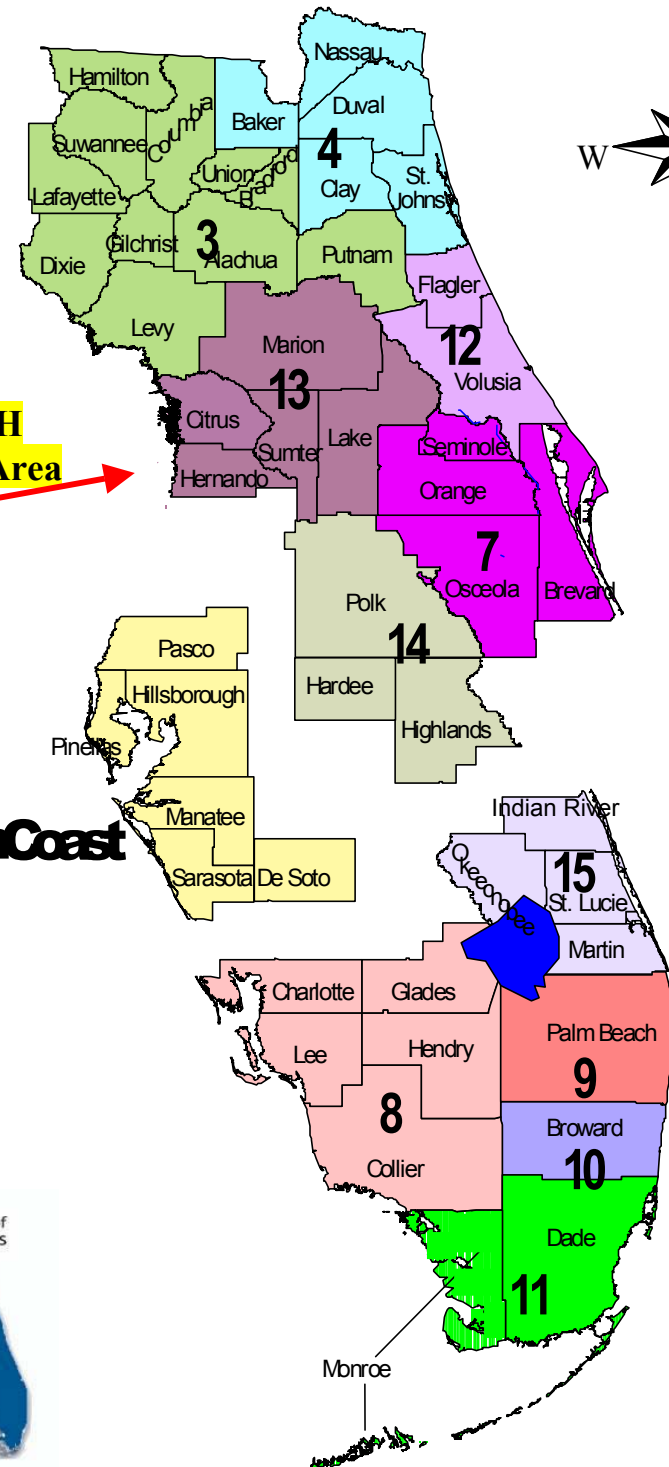 Nassau
Hamilton
Duval
Columbia
Baker
Suwannee
4
Union
Bradford
Clay
St.
Johns
W
Lafayette
Gilchrist
3
Alachua
Putnam
Dixie
Flagler
Levy
Marion
12
Volusia
13
H
Citrus
Lake
Area
Sumter
Seminole
Hernando
Orange
7
Osceola
Brevard
Polk
14
Pasco
Hardee
Hillsborough
Highlands
Pinellas
Indian River
Manatee
Coast
Okeechobee
15
Sarasota
De Soto
St. Lucie
Martin
Charlotte
Glades
Palm Beach
Lee
Hendry
9
8
Broward
Collier
10
Dade
11
Monroe